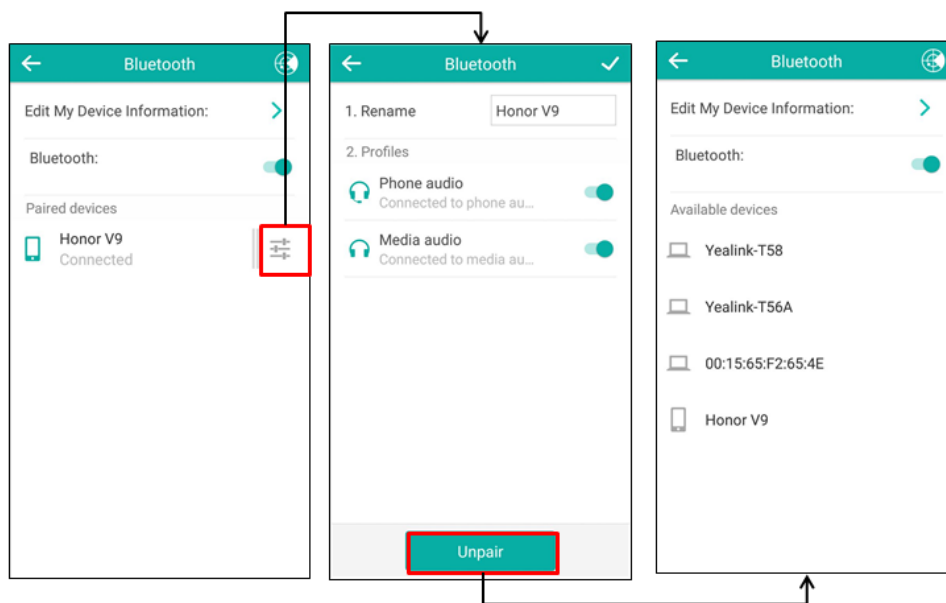 Bluetooth
Edit My Device Information:
Bluetooth:
Paired devices
Honor V9
Connected
Bluetooth
1. Rename
Honor V9
2. Profiles
Phone audio
Connected to phone au...
Media audio
Connected to media au...
Unpair
Bluetooth
Edit My Device Information:
Bluetooth:
Available devices
Yealink-T58
Yealink-T56A
00:15:65:F2:65:4E
Honor V9